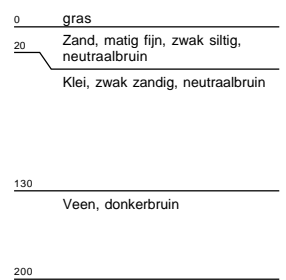 0 gras
20 Zand, matig fijn, zwak siltig,
neutraalbruin
Klei, zwak zandig, neutraalbruin
130
Veen, donkerbruin
200